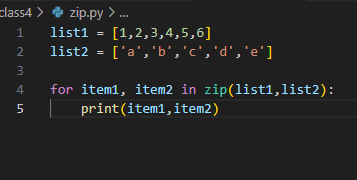 class4 > zip.py > ...
1 list1 = [1,2,3,4,5,6]
2 list2 = ['a','b','c','d','e']
3
4 for item1, item2 in zip(list1,list2):
5     print(item1,item2)